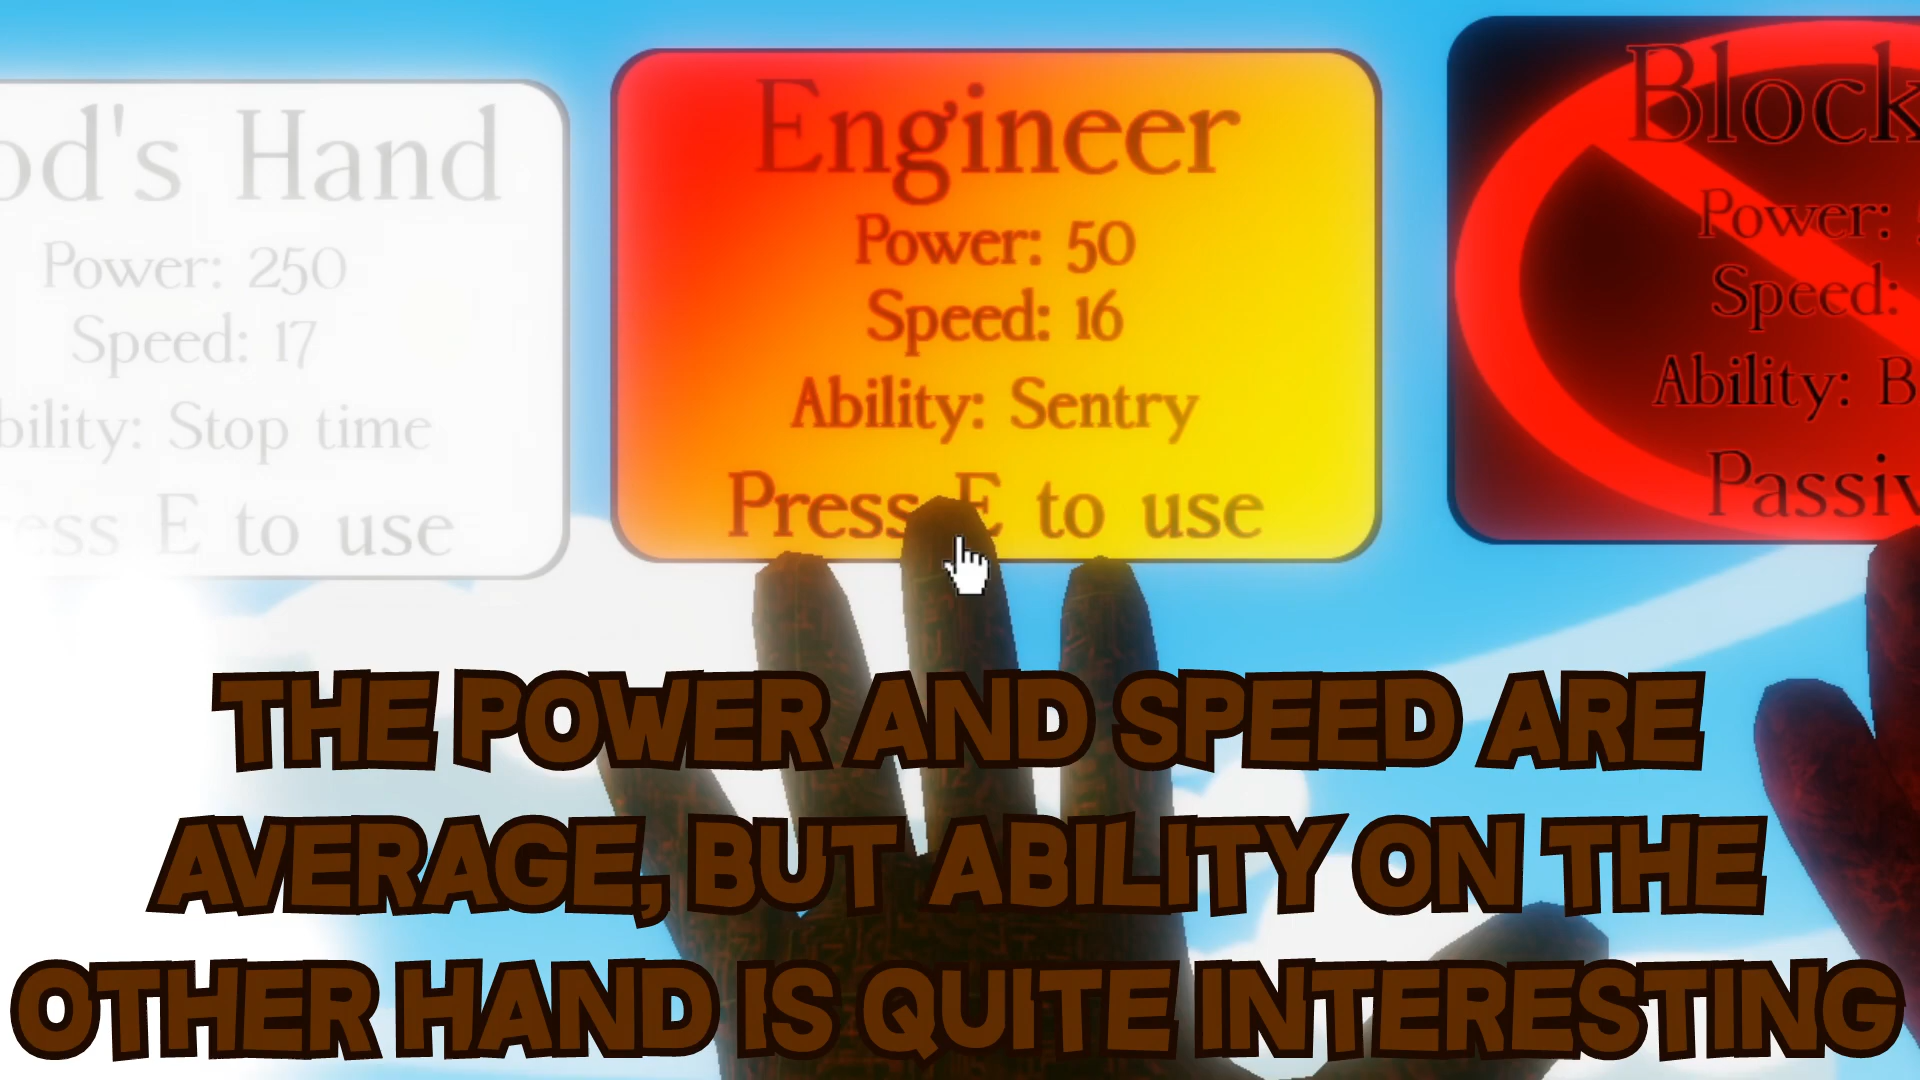 od's Hand
Power: 250
Speed: 17
bility: Stop time
ress E to use
Engineer
Power: 50
Speed: 16
Ability: Sentry
Press E to use
Block
Power:
Speed:
Ability: B
Passiv
THE POWER AND SPEED ARE
AVERAGE, BUT ABILITY ON THE
OTHER HAND IS QUITE INTERESTING